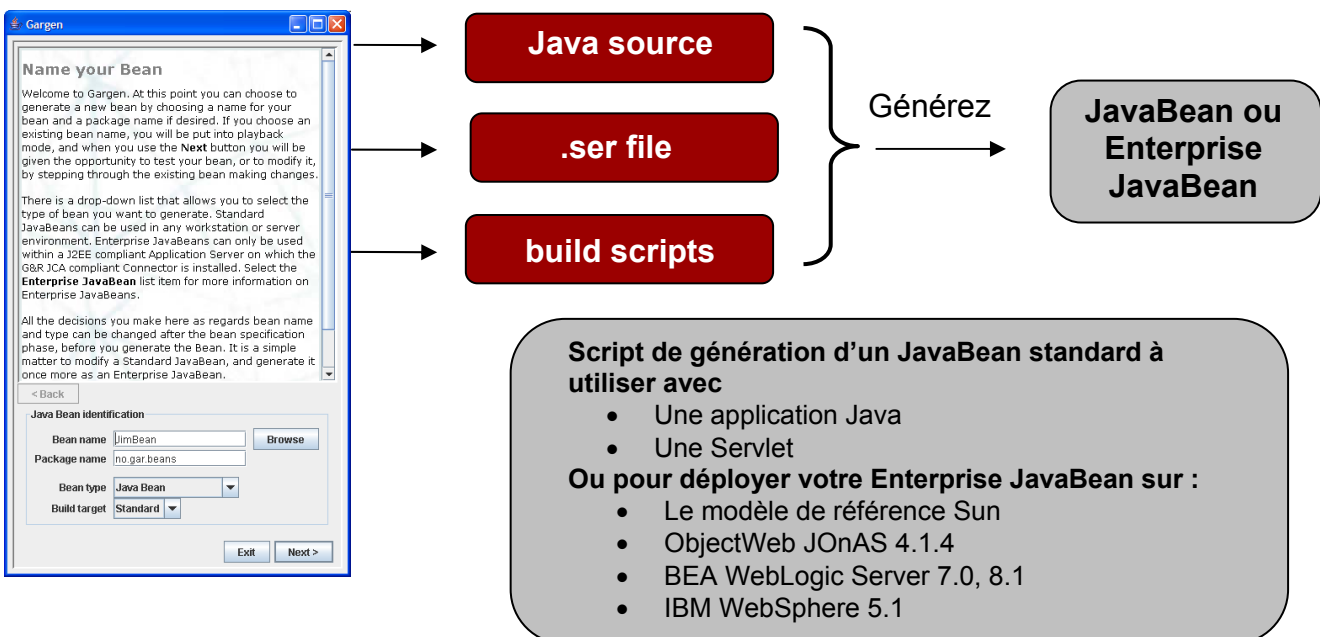 Gargen
Name your Bean
Welcome to Gargen. At this point you can choose to
generate a new bean by choosing a name for your
bean and a package name if desired. If you choose an
existing bean name, you will be put into playback
mode, and when you use the Next button you will be
given the opportunity to test your bean, or to modify it,
by stepping through the existing bean making changes.
There is a drop-down list that allows you to select the
type of bean you want to generate. Standard
JavaBeans can be used in any workstation or server
environment. Enterprise JavaBeans can only be used
within a J2EE compliant Application Server on which the
G&R JCA compliant Connector is installed. Select the
Enterprise JavaBean list item for more information on
Enterprise JavaBeans.
All the decisions you make here as regards bean name
and type can be changed after the bean specification
phase, before you generate the Bean. It is a simple
matter to modify a Standard JavaBean, and generate it
once more as an Enterprise JavaBean.
< Back
Java Bean identification
Bean name JimBean Browse
Package name no.gar.beans
Bean type Java Bean
Build target Standard
Exit Next >
Java source
.ser file
build scripts
Générez
JavaBean ou
Enterprise
JavaBean
Script de génération d’un JavaBean standard à
utiliser avec
• Une application Java
• Une Servlet
Ou pour déployer votre Enterprise JavaBean sur :
• Le modèle de référence Sun
• ObjectWeb JOnAS 4.1.4
• BEA WebLogic Server 7.0, 8.1
• IBM WebSphere 5.1